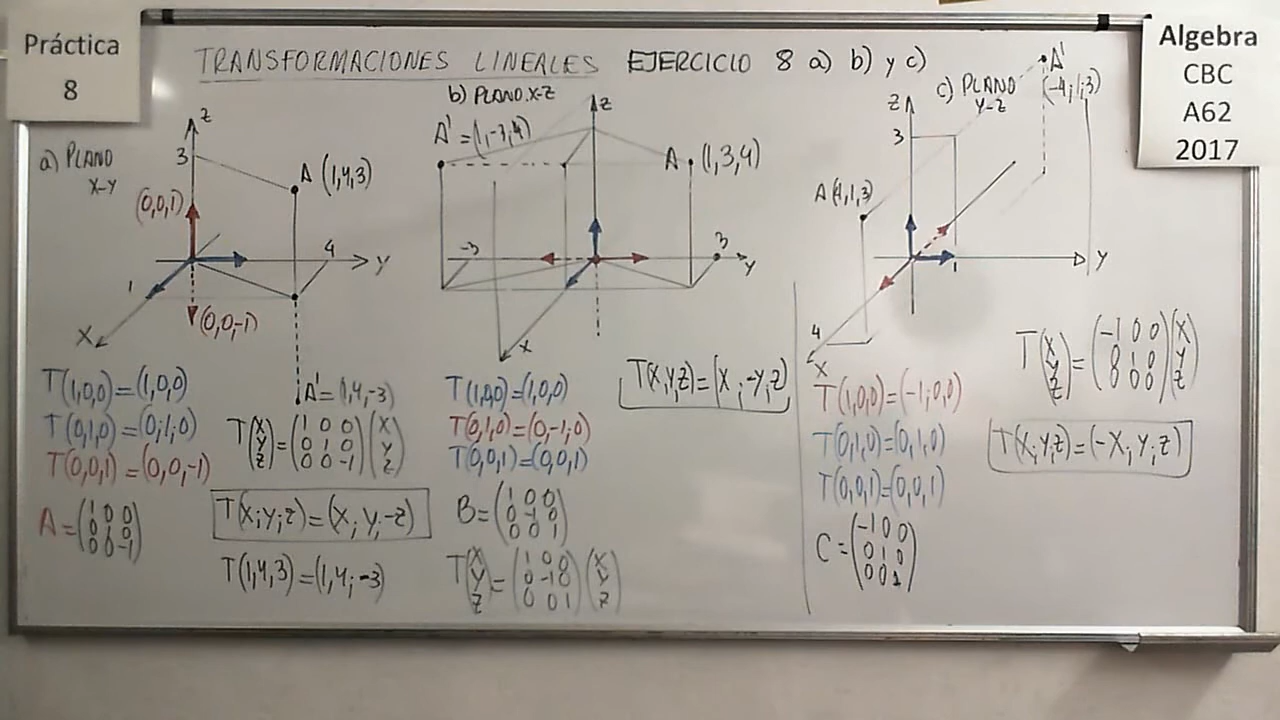 Práctica
8
Algebra
CBC
A62
2017
TRANSFORMACIONES LINEALES EJERCICIO 8 a) b) y c)
a) PLANO
X-Y
Z
3
A (1,4,3)
(0,0,1)
4
Y
1
(0,0,-1)
X
A'=(1,4,-3)
T(1,0,0)=(1,0,0)
T(0,1,0)=(0;1;0)
T(0,0,1)=(0,0,-1)
A=(1 0 0
0 1 0
0 0 -1)
T(X
Y
Z)=(1 0 0
0 1 0
0 0 -1)(X
Y
Z)
T(X;Y;Z)=(X;Y;-Z)
T(1,4,3)=(1,4;-3)
b) PLANO X-Z
Z
A'=(1,-3,4)
A (1,3,4)
-3
3
Y
X
T(1,0,0)=(1,0,0)
T(0,1,0)=(0,-1;0)
T(0,0,1)=(0,0,1)
B=(1 0 0
0 -1 0
0 0 1)
T(X
Y
Z)=(1 0 0
0 -1 0
0 0 1)(X
Y
Z)
T(X,Y,Z)=(X;-Y;Z)
c) PLANO
Y-Z
A'
(-4;1;3)
Z
3
A(4,1,3)
1
Y
4
X
T(1,0,0)=(-1;0,0)
T(0,1,0)=(0,1,0)
T(0,0,1)=(0,0,1)
C=(-1 0 0
0 1 0
0 0 1)
T(X
Y
Z)=(-1 0 0
0 1 0
0 0 0)(X
Y
Z)
T(X;Y;Z)=(-X;Y;Z)